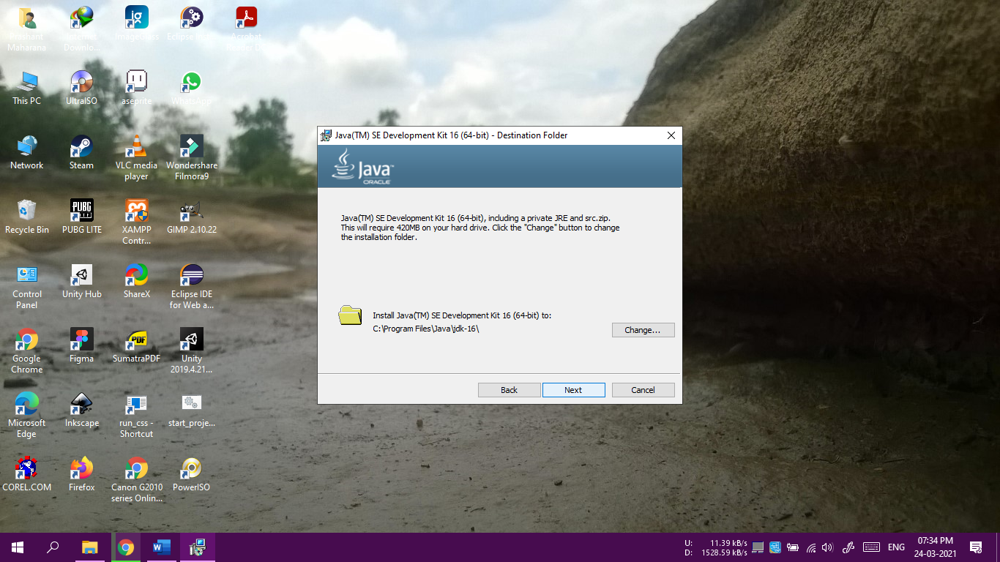 Prashant
Maharana
Internet
Downlo...
ImageGlass
Eclipse
Acrobat
This PC
UltraISO
aseprite
WhatsApp
Network
Steam
VLC media
player
Wondershare
Filmora9
Recycle Bin
PUBG LITE
XAMPP
Contr...
GIMP 2.10.22
Control
Panel
Unity Hub
ShareX
Eclipse IDE
for Web a...
Google
Chrome
Figma
SumatraPDF
Unity
2019.4.21...
Microsoft
Edge
Inkscape
run_css -
Shortcut
start_proje...
COREL.COM
Firefox
Canon G2010
series Onlin...
PowerISO
Java(TM) SE Development Kit 16 (64-bit) - Destination Folder
Java™
ORACLE
Java(TM) SE Development Kit 16 (64-bit), including a private JRE and src.zip.
This will require 420MB on your hard drive. Click the "Change" button to change
the installation folder.
Install Java(TM) SE Development Kit 16 (64-bit) to:
C:\Program Files\Java\jdk-16\
Change...
Back
Next
Cancel
U: 11.39 kB/s
D: 1528.59 kB/s
ENG
07:34 PM
24-03-2021